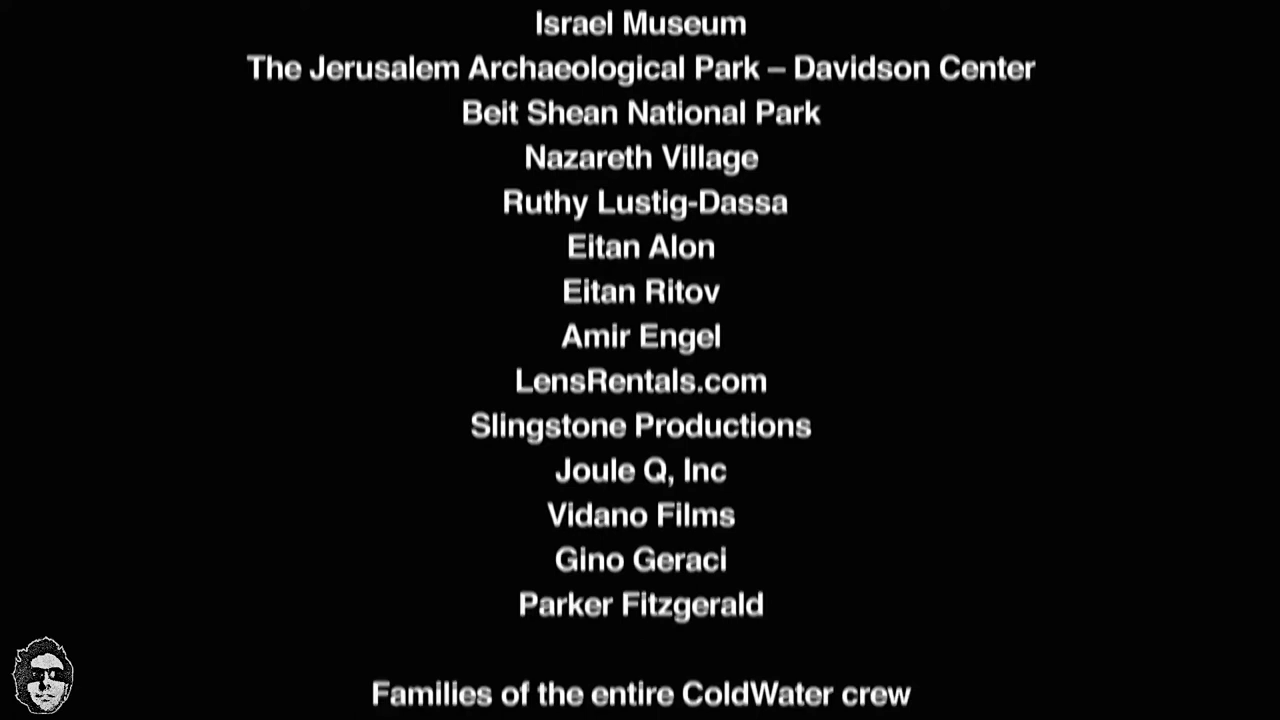 Israel Museum
The Jerusalem Archaeological Park – Davidson Center
Beit Shean National Park
Nazareth Village
Ruthy Lustig-Dassa
Eitan Alon
Eitan Ritov
Amir Engel
LensRentals.com
Slingstone Productions
Joule Q, Inc
Vidano Films
Gino Geraci
Parker Fitzgerald
Families of the entire ColdWater crew